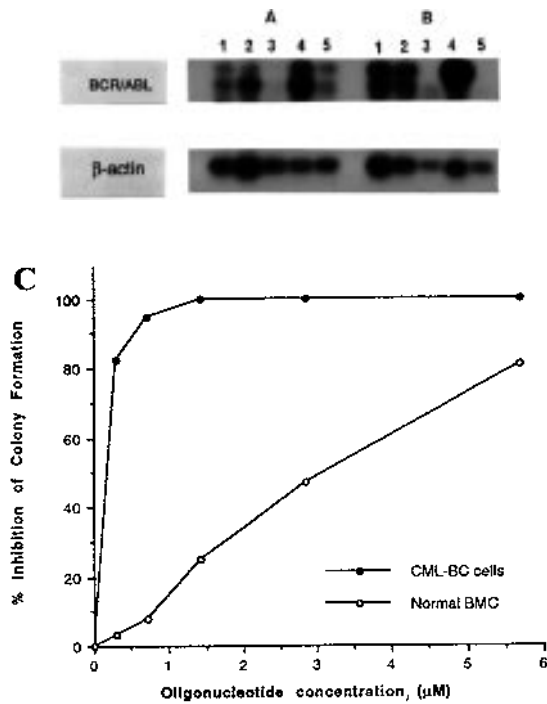 A B
1 2 3 4 5 1 2 3 4 5
BCR/ABL
β-actin
C
% Inhibition of Colony Formation
100
80
60
40
20
0
CML-BC cells
Normal BMC
0 1 2 3 4 5 6
Oligonucleotide concentration, (μM)